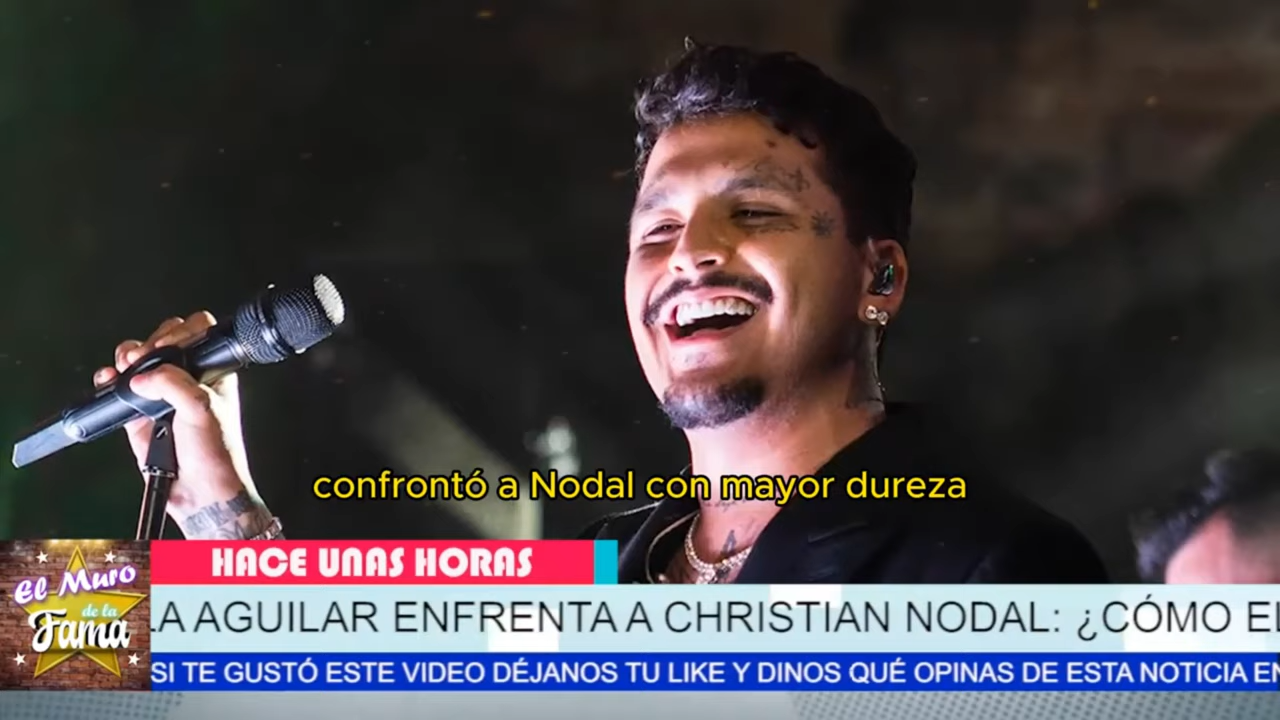 confrontó a Nodal con mayor dureza
HACE UNAS HORAS
El Muro
de la
Fama
LA AGUILAR ENFRENTA A CHRISTIAN NODAL: ¿CÓMO
SI TE GUSTÓ ESTE VIDEO DÉJANOS TU LIKE Y DINOS QUÉ OPINAS DE ESTA NOTICIA EN